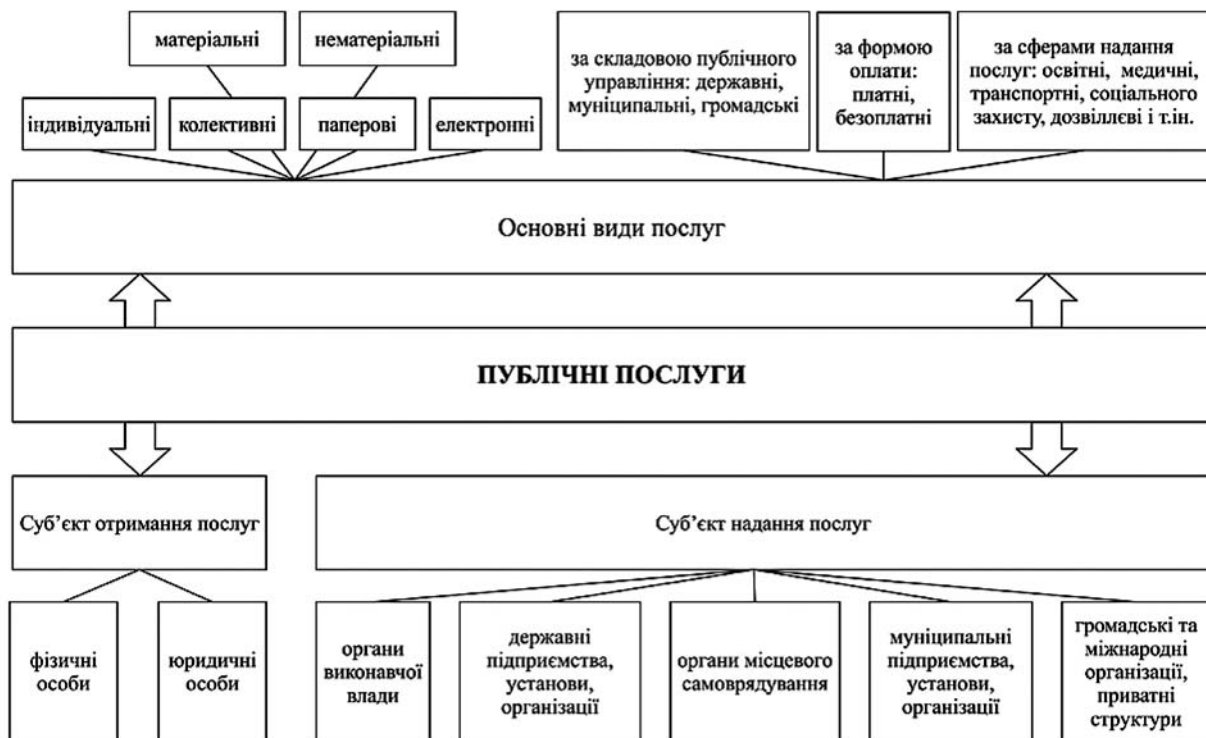 матеріальні
нематеріальні
індивідуальні
колективні
паперові
електронні
за складовою публічного
управління: державні,
муніципальні, громадські
за формою
оплати:
платні,
безоплатні
за сферами надання
послуг: освітні, медичні,
транспортні, соціального
захисту, дозвіллєві і т.ін.
Основні види послуг
ПУБЛІЧНІ ПОСЛУГИ
Суб’єкт отримання послуг
Суб’єкт надання послуг
фізичні
особи
юридичні
особи
органи
виконавчої
влади
державні
підприємства,
установи,
організації
органи місцевого
самоврядування
муніципальні
підприємства,
установи,
організації
громадські та
міжнародні
організації,
приватні
структури